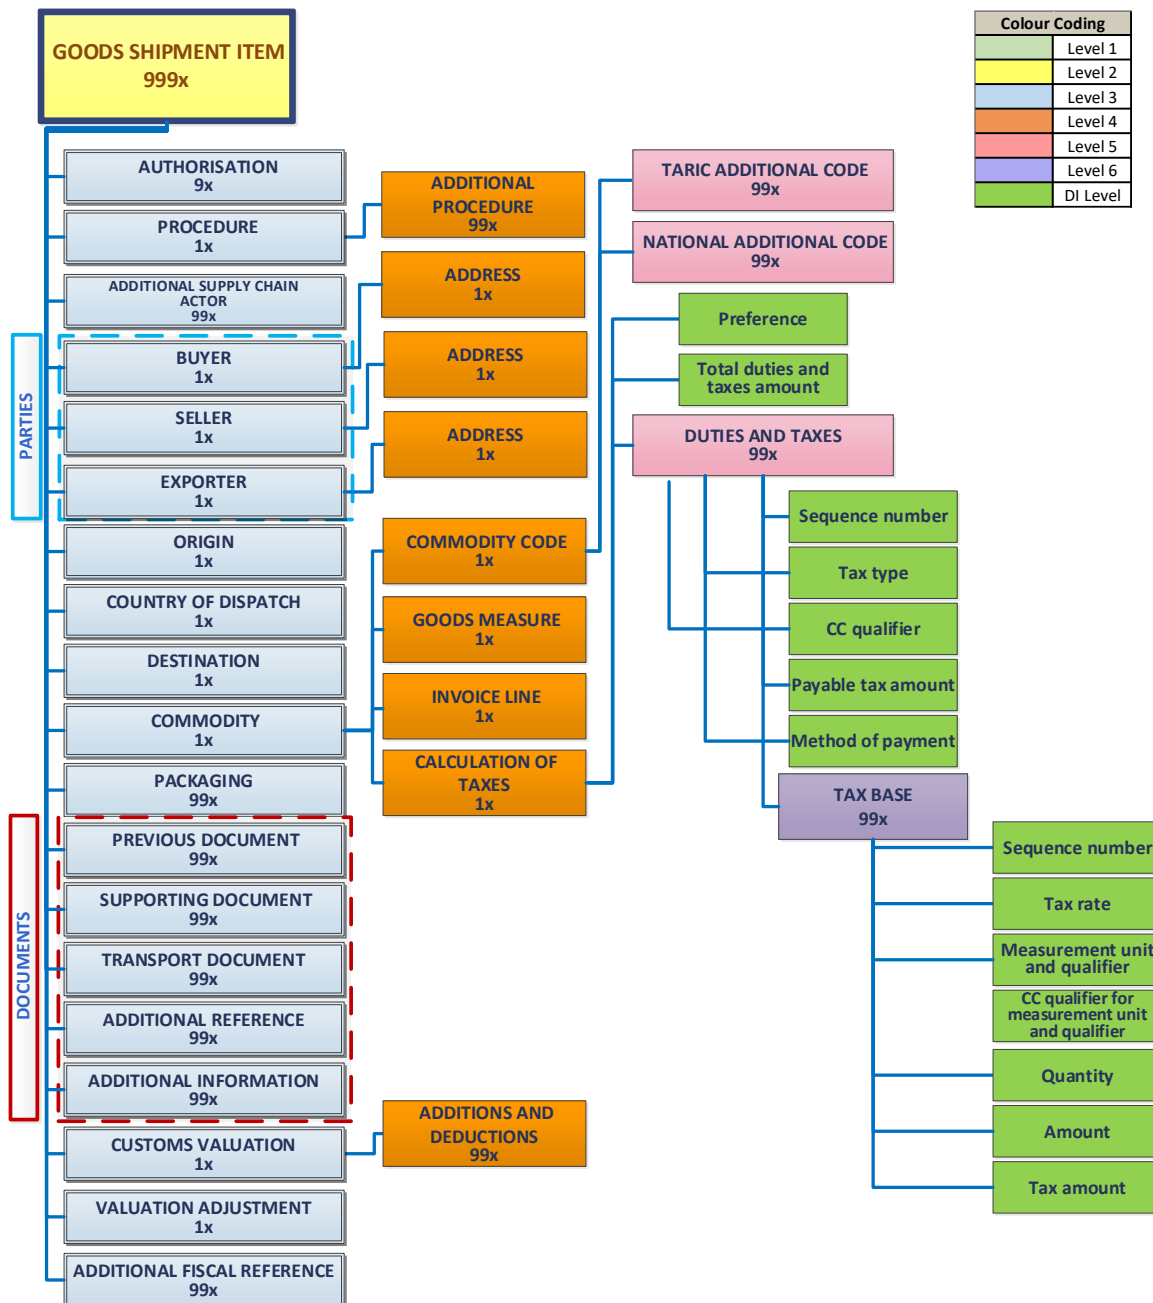 GOODS SHIPMENT ITEM
999x
Colour Coding
Level 1
Level 2
Level 3
Level 4
Level 5
Level 6
DI Level
AUTHORISATION
9x
PROCEDURE
1x
ADDITIONAL SUPPLY CHAIN
ACTOR
99x
PARTIES
BUYER
1x
SELLER
1x
EXPORTER
1x
ORIGIN
1x
COUNTRY OF DISPATCH
1x
DESTINATION
1x
COMMODITY
1x
PACKAGING
99x
DOCUMENTS
PREVIOUS DOCUMENT
99x
SUPPORTING DOCUMENT
99x
TRANSPORT DOCUMENT
99x
ADDITIONAL REFERENCE
99x
ADDITIONAL INFORMATION
99x
CUSTOMS VALUATION
1x
VALUATION ADJUSTMENT
1x
ADDITIONAL FISCAL REFERENCE
99x
ADDITIONAL
PROCEDURE
99x
ADDRESS
1x
ADDRESS
1x
ADDRESS
1x
COMMODITY CODE
1x
GOODS MEASURE
1x
INVOICE LINE
1x
CALCULATION OF
TAXES
1x
ADDITIONS AND
DEDUCTIONS
99x
TARIC ADDITIONAL CODE
99x
NATIONAL ADDITIONAL CODE
99x
Preference
Total duties and
taxes amount
DUTIES AND TAXES
99x
Sequence number
Tax type
CC qualifier
Payable tax amount
Method of payment
TAX BASE
99x
Sequence number
Tax rate
Measurement unit
and qualifier
CC qualifier for
measurement unit
and qualifier
Quantity
Amount
Tax amount